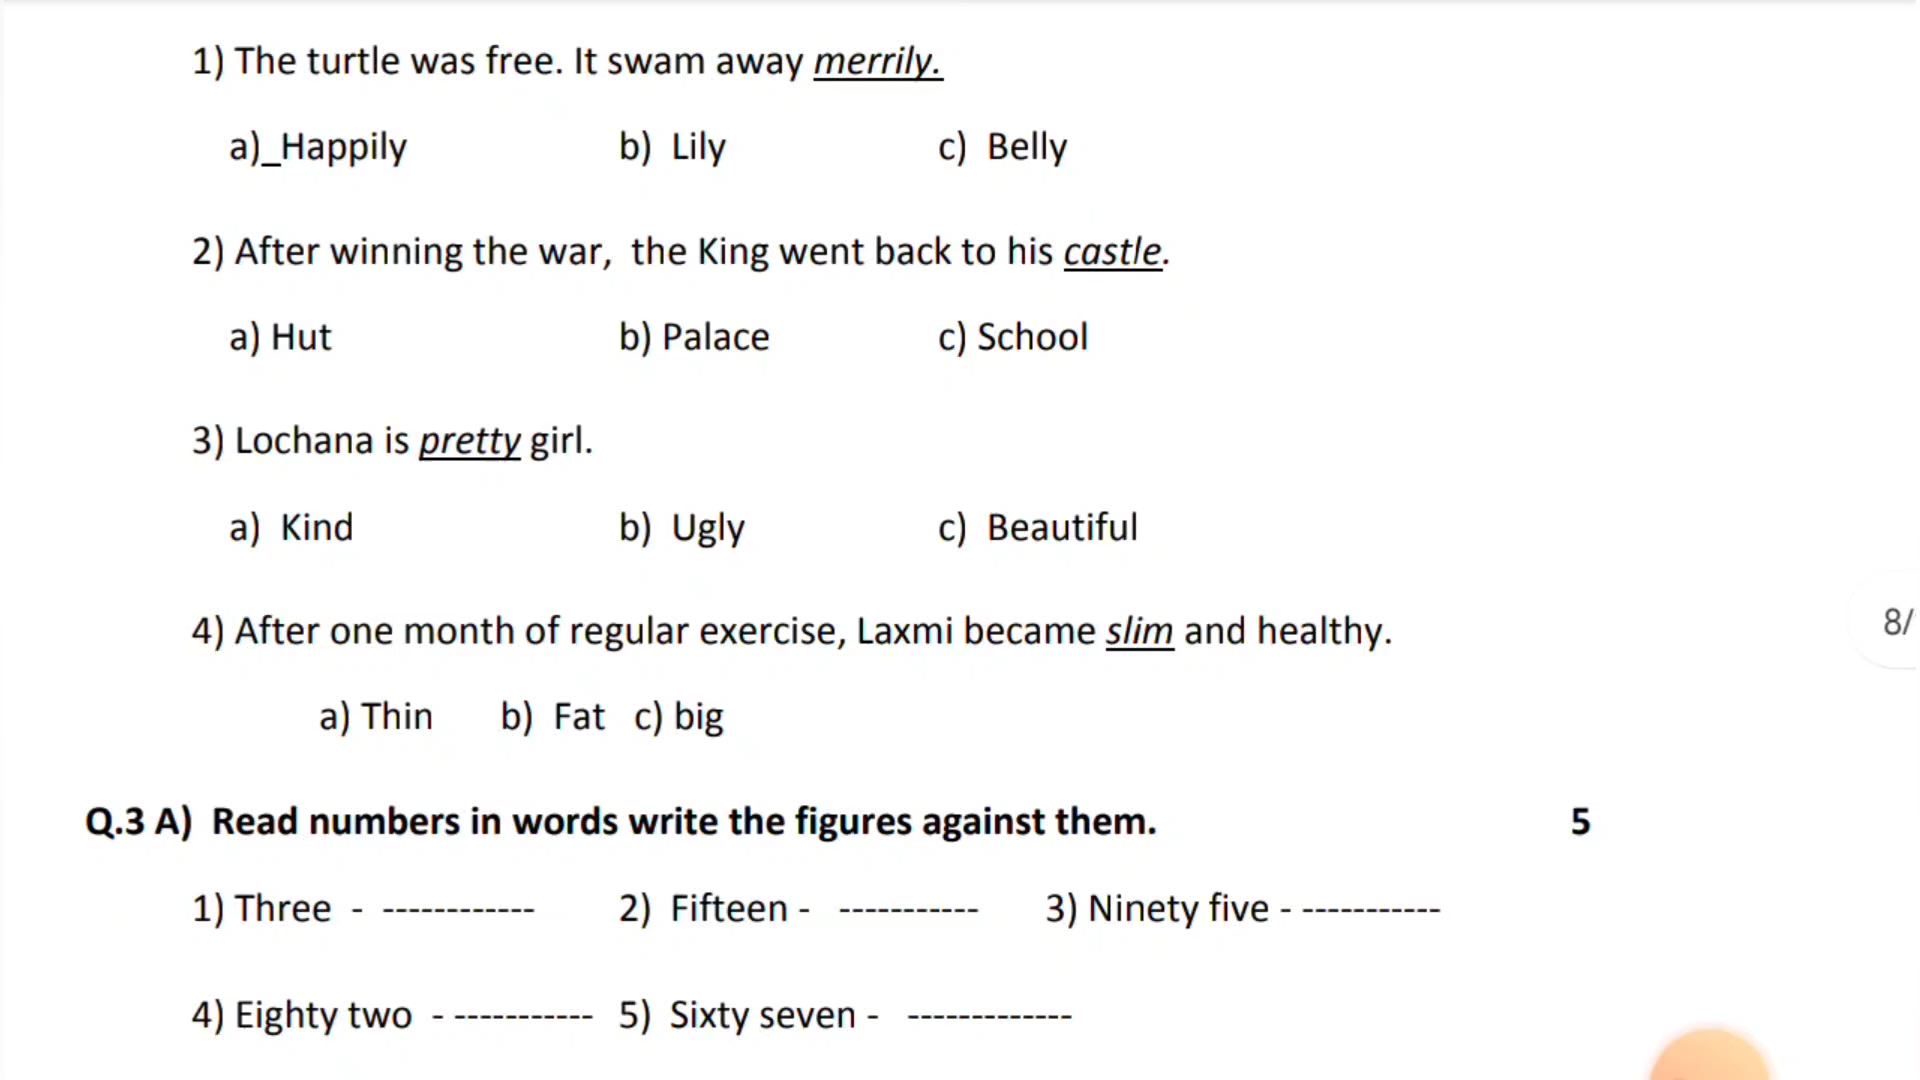 1) The turtle was free. It swam away merrily.
a)_Happily b) Lily c) Belly
2) After winning the war, the King went back to his castle.
a) Hut b) Palace c) School
3) Lochana is pretty girl.
a) Kind b) Ugly c) Beautiful
4) After one month of regular exercise, Laxmi became slim and healthy.
8/
a) Thin b) Fat c) big
Q.3 A) Read numbers in words write the figures against them. 5
1) Three - ------------ 2) Fifteen - ----------- 3) Ninety five - -----------
4) Eighty two - ----------- 5) Sixty seven - -------------